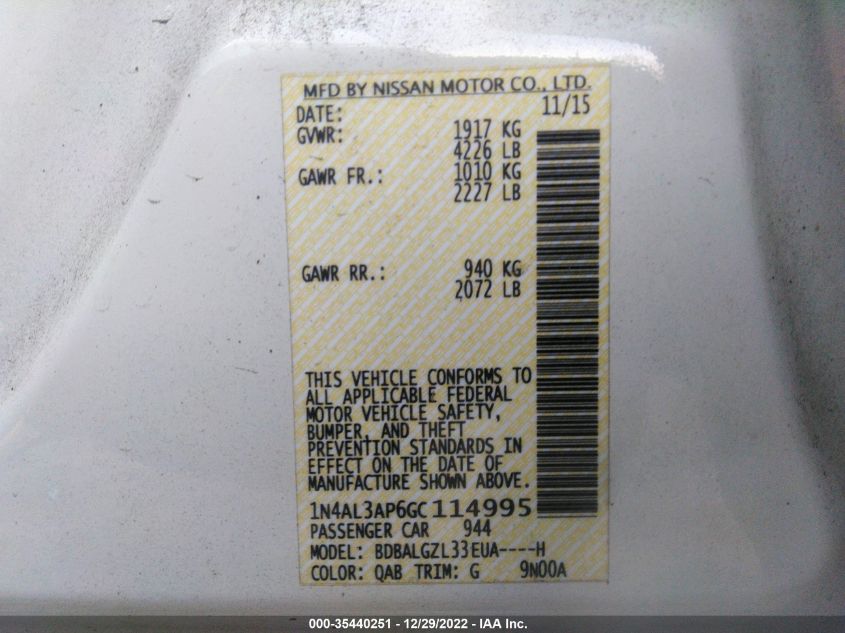 MFD BY NISSAN MOTOR CO., LTD.
DATE: 11/15
GVWR: 1917 KG
4226 LB
GAWR FR.: 1010 KG
2227 LB
GAWR RR.: 940 KG
2072 LB
THIS VEHICLE CONFORMS TO
ALL APPLICABLE FEDERAL
MOTOR VEHICLE SAFETY,
BUMPER, AND THEFT
PREVENTION STANDARDS IN
EFFECT ON THE DATE OF
MANUFACTURE SHOWN ABOVE.
1N4AL3AP6GC114995
PASSENGER CAR 944
MODEL: BDBALGZL33EUA----H
COLOR: QAB TRIM: G 9N00A
000-35440251 - 12/29/2022 - IAA Inc.